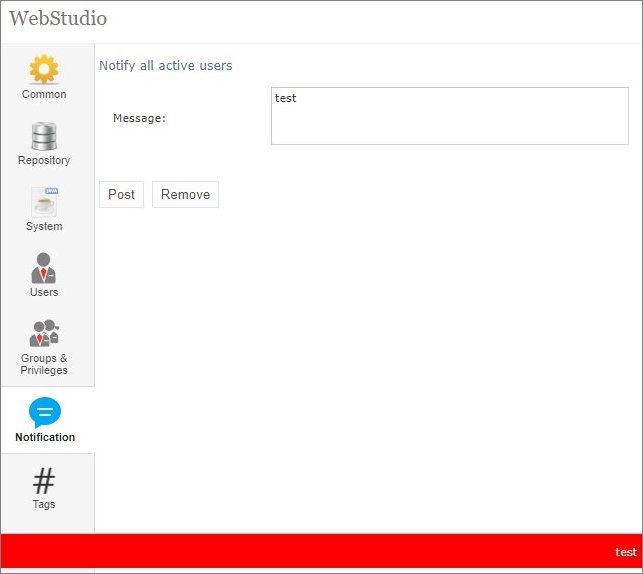 WebStudio
Common
Repository
System
Users
Groups &
Privileges
Notification
#
Tags
Notify all active users
Message:
test
Post
Remove
test